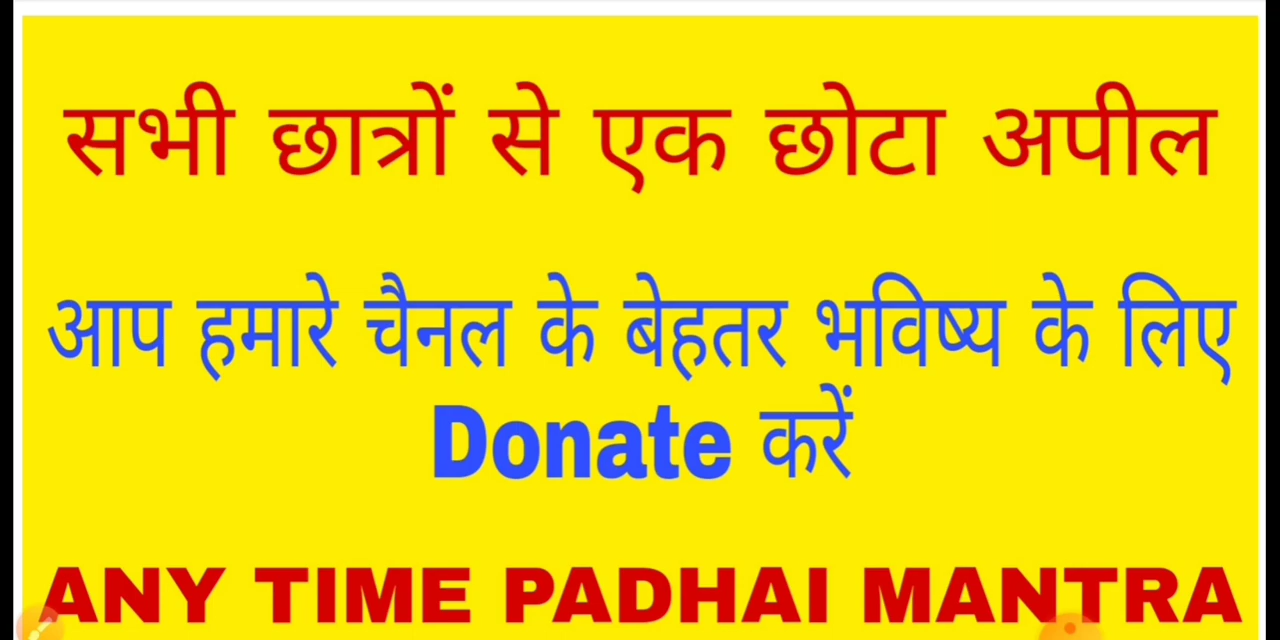 सभी छात्रों से एक छोटा अपील
आप हमारे चैनल के बेहतर भविष्य के लिए
Donate करें
ANY TIME PADHAI MANTRA